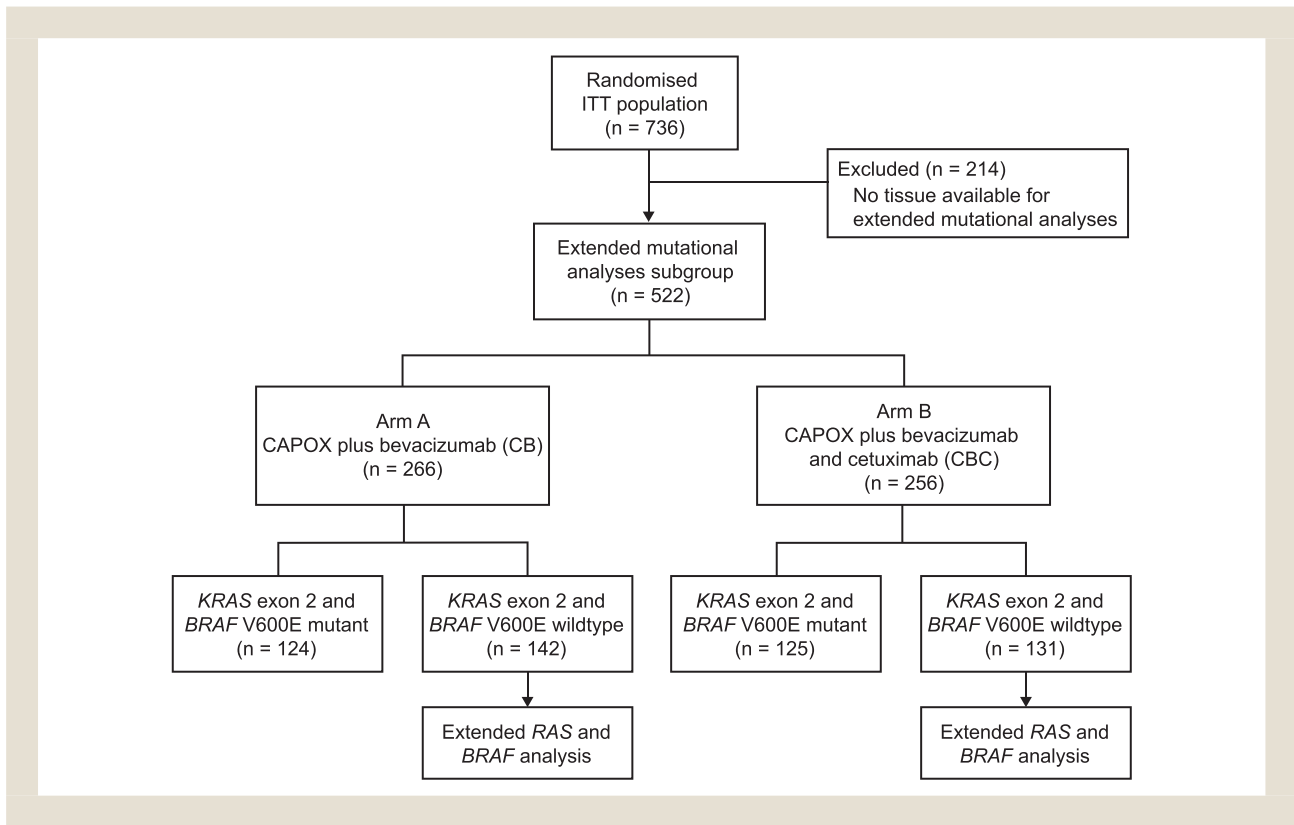 Randomised
ITT population
(n = 736)
Excluded (n = 214)
No tissue available for
extended mutational analyses
Extended mutational
analyses subgroup
(n = 522)
Arm A
CAPOX plus bevacizumab (CB)
(n = 266)
Arm B
CAPOX plus bevacizumab
and cetuximab (CBC)
(n = 256)
KRAS exon 2 and
BRAF V600E mutant
(n = 124)
KRAS exon 2 and
BRAF V600E wildtype
(n = 142)
KRAS exon 2 and
BRAF V600E mutant
(n = 125)
KRAS exon 2 and
BRAF V600E wildtype
(n = 131)
Extended RAS and
BRAF analysis
Extended RAS and
BRAF analysis